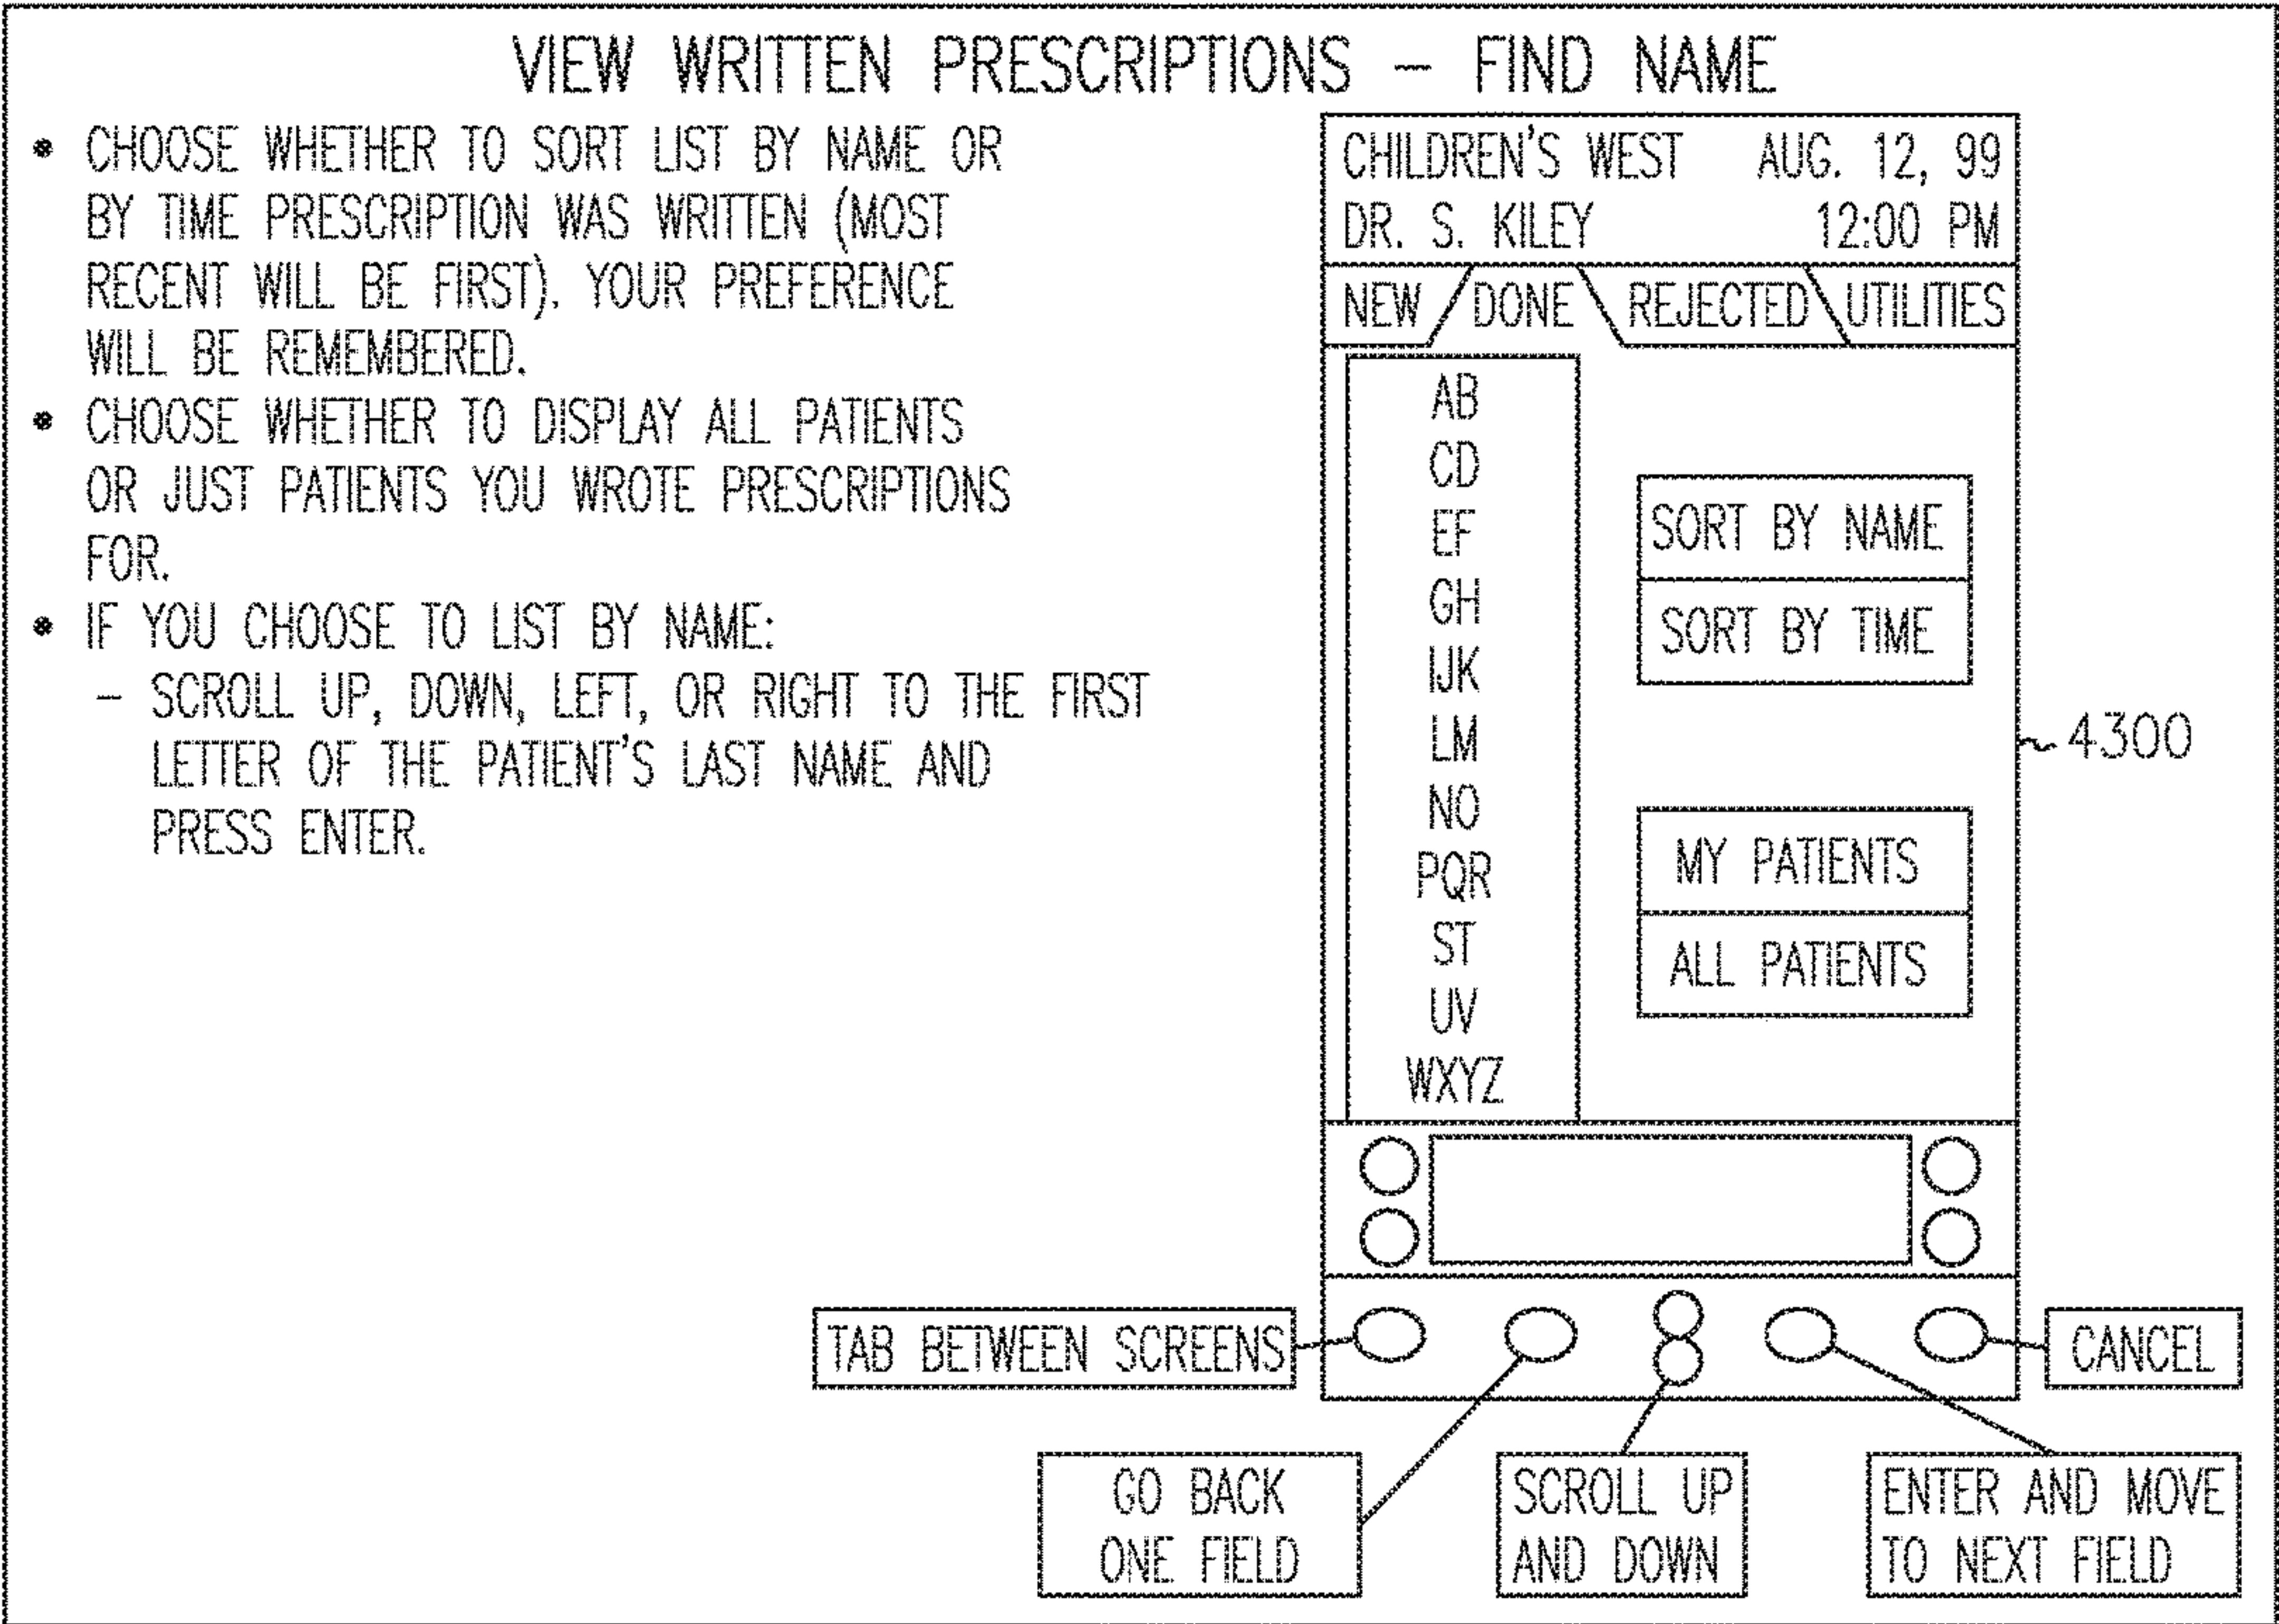 VIEW WRITTEN PRESCRIPTIONS – FIND NAME
• CHOOSE WHETHER TO SORT LIST BY NAME OR
BY TIME PRESCRIPTION WAS WRITTEN (MOST
RECENT WILL BE FIRST). YOUR PREFERENCE
WILL BE REMEMBERED.
• CHOOSE WHETHER TO DISPLAY ALL PATIENTS
OR JUST PATIENTS YOU WROTE PRESCRIPTIONS
FOR.
• IF YOU CHOOSE TO LIST BY NAME:
– SCROLL UP, DOWN, LEFT, OR RIGHT TO THE FIRST
LETTER OF THE PATIENT'S LAST NAME AND
PRESS ENTER.
CHILDREN'S WEST AUG. 12, 99
DR. S. KILEY 12:00 PM
NEW DONE REJECTED UTILITIES
AB
CD
EF
GH
IJK
LM
NO
PQR
ST
UV
WXYZ
SORT BY NAME
SORT BY TIME
MY PATIENTS
ALL PATIENTS
4300
TAB BETWEEN SCREENS
CANCEL
GO BACK
ONE FIELD
SCROLL UP
AND DOWN
ENTER AND MOVE
TO NEXT FIELD